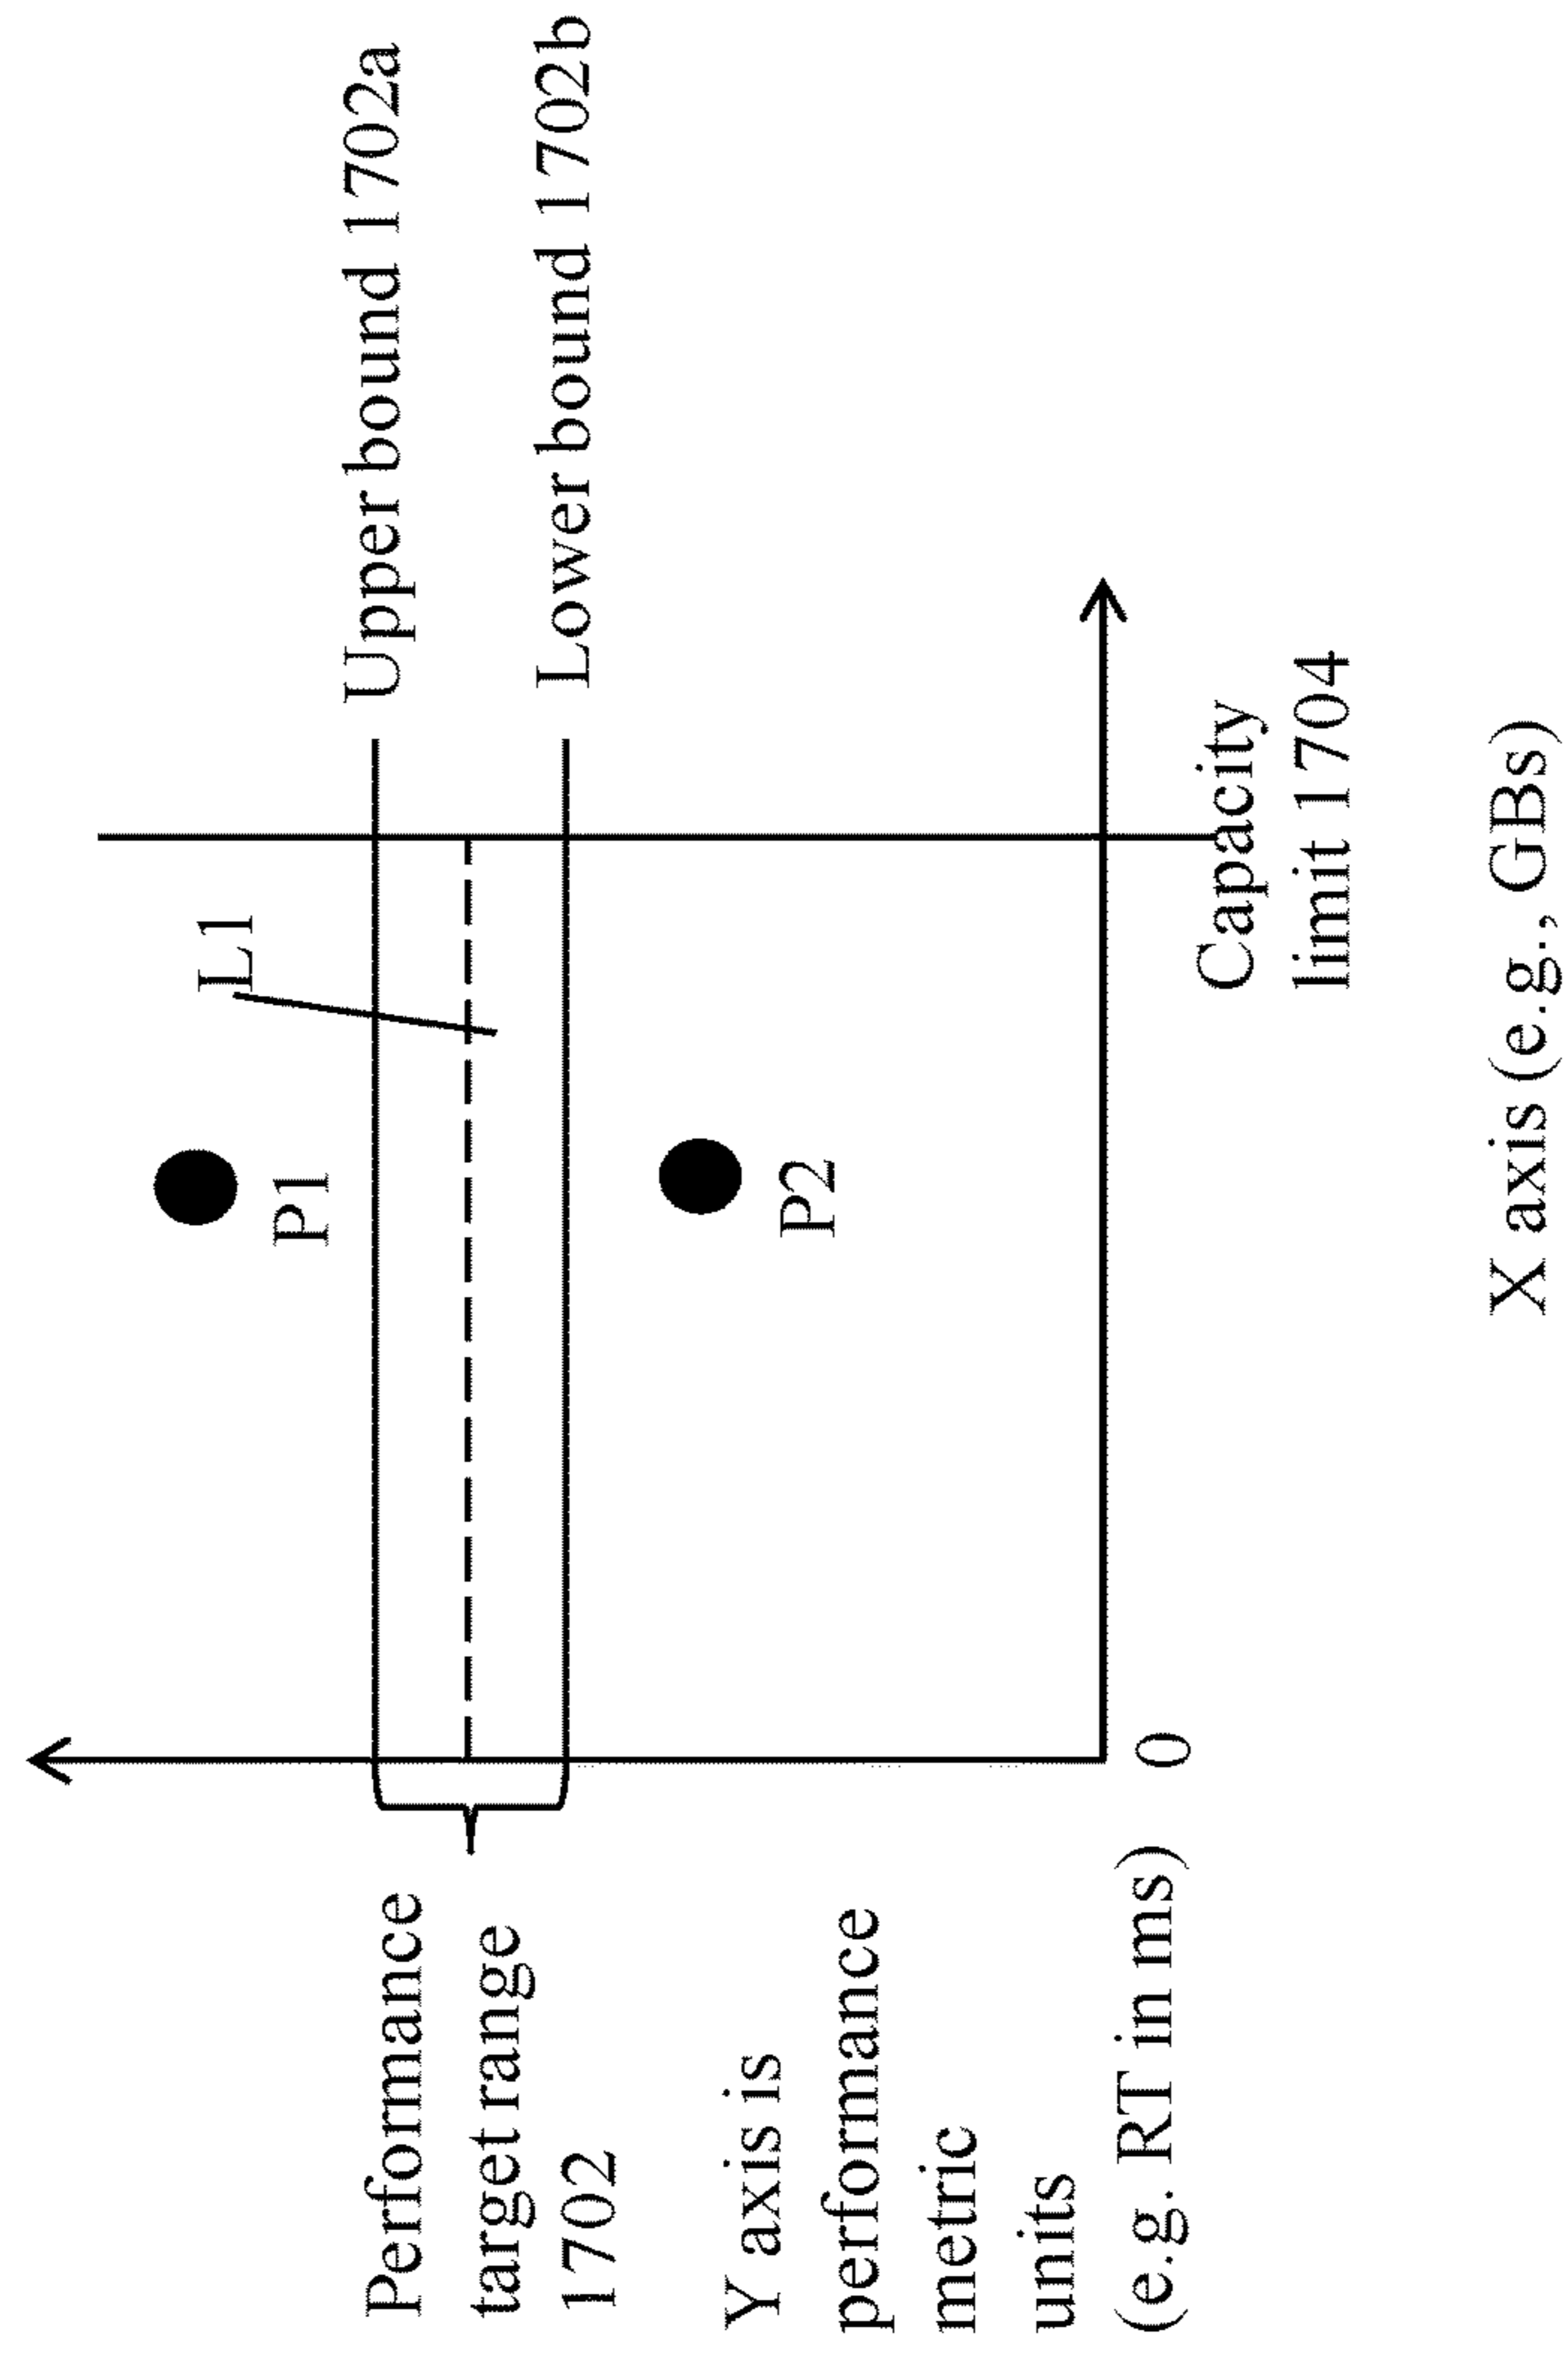 Upper bound 1702a
Lower bound 1702b
L1
P1
P2
Performance
target range
1702
Y axis is
performance
metric
units
(e.g. RT in ms)
0
Capacity
limit 1704
X axis (e.g., GBs)